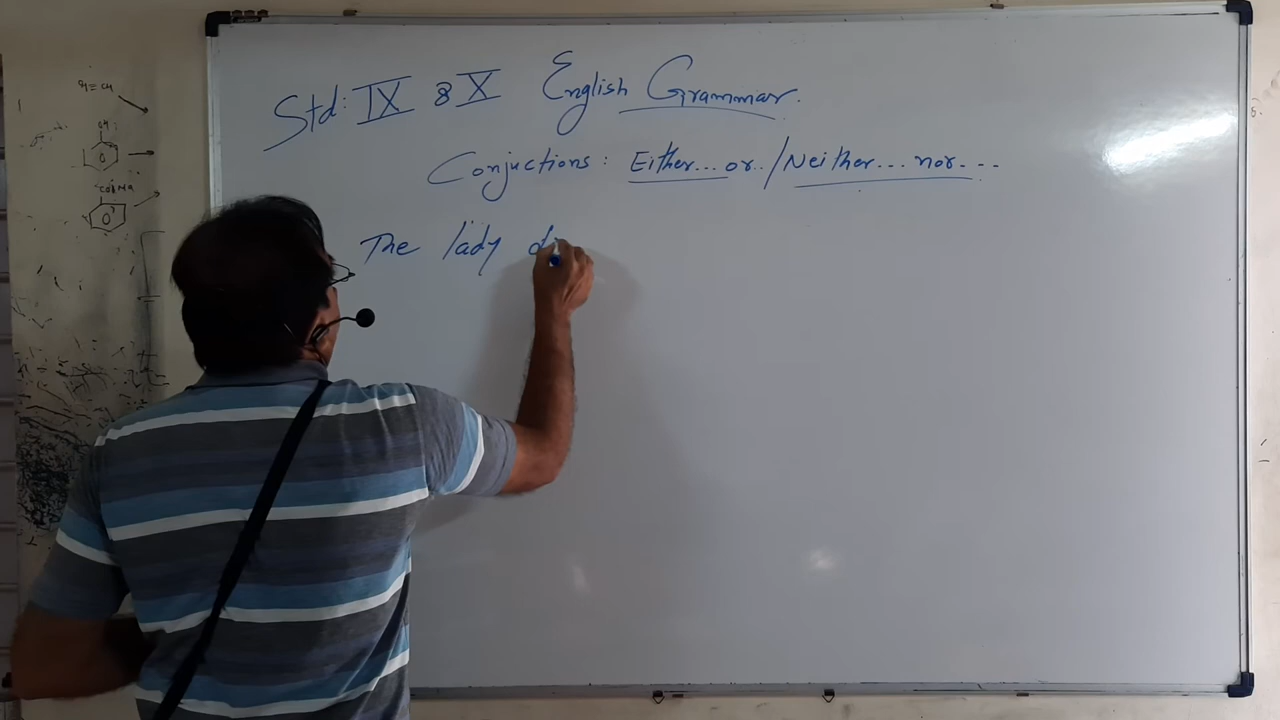 Std: IX & X English Grammar.
Conjuctions: Either... or.. / Neither... nor...
The lady